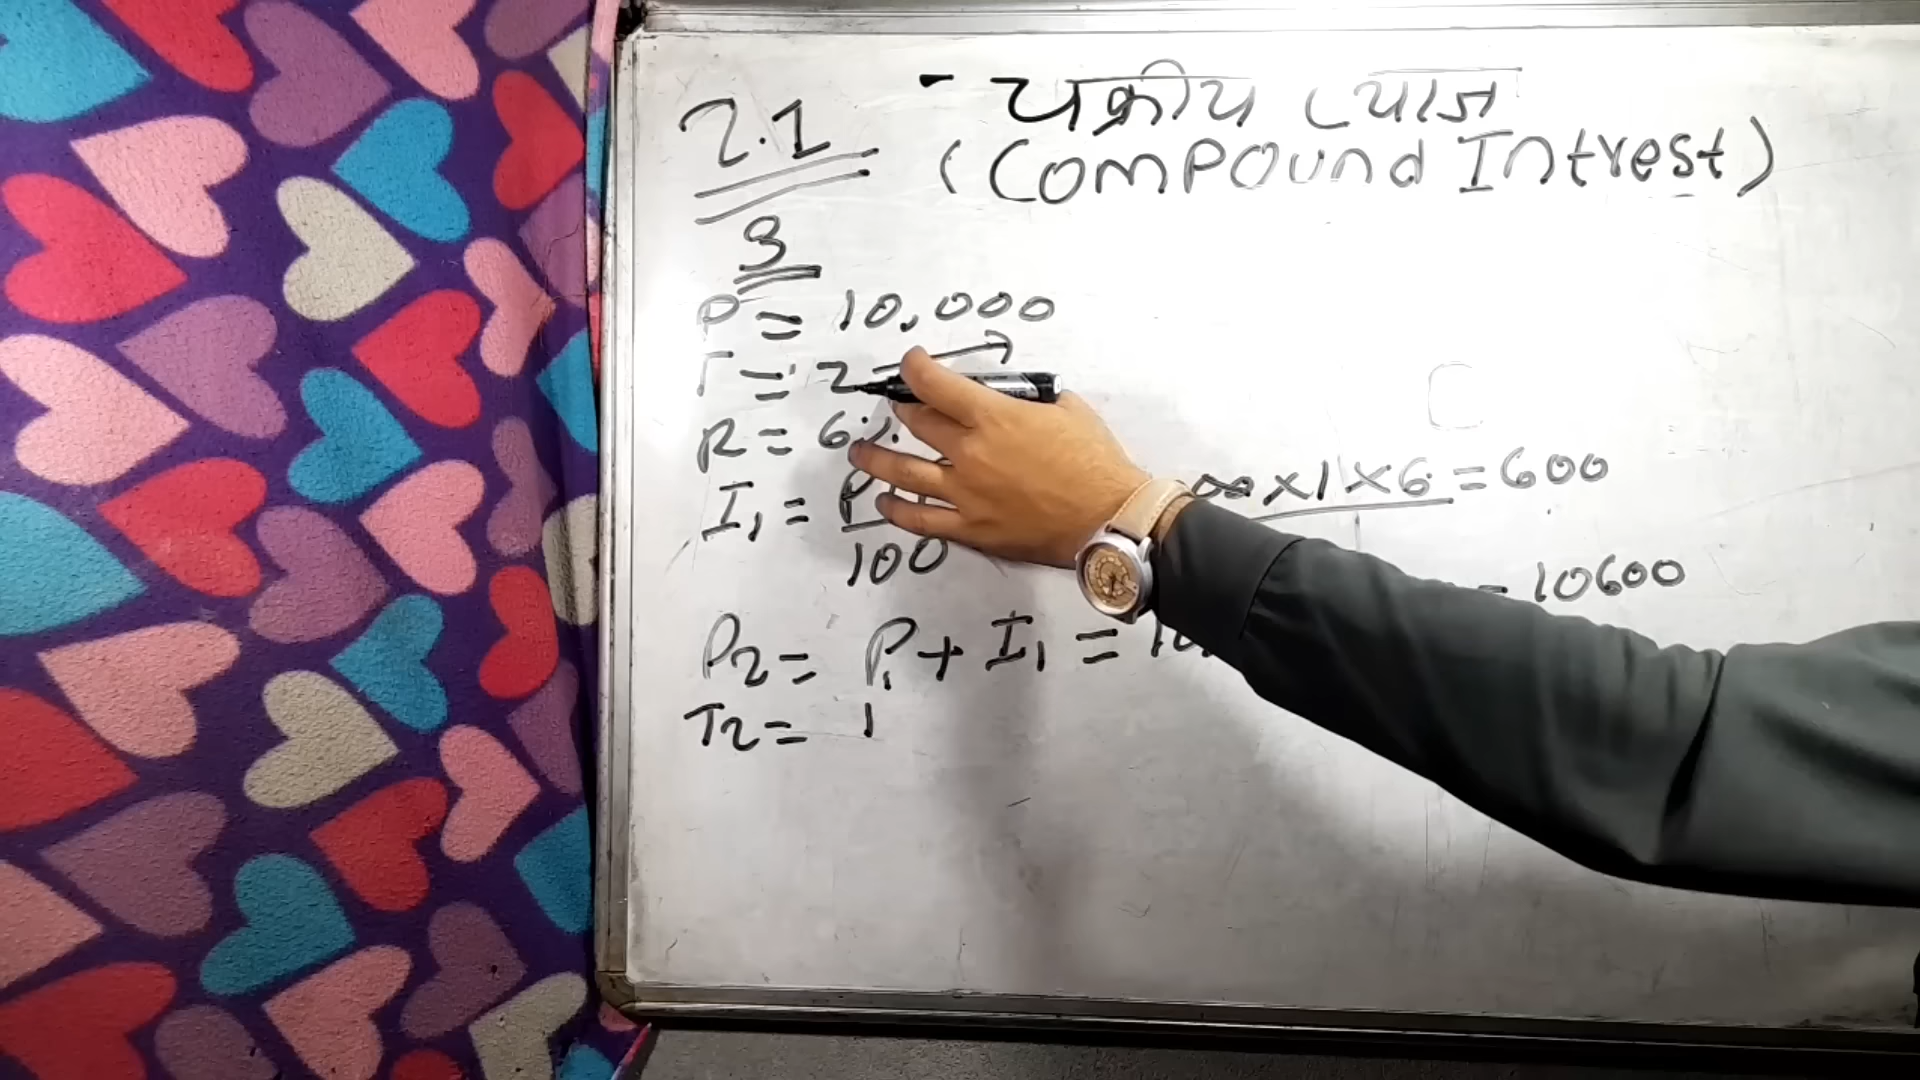 2.1 - चक्रीय ब्याज
(Compound Intrest)
3
P = 10,000
T = 2
R = 6%
I₁ = P
100
×1×6 = 600
= 10600
P₂ = P₁ + I₁ =
T₂ = 1